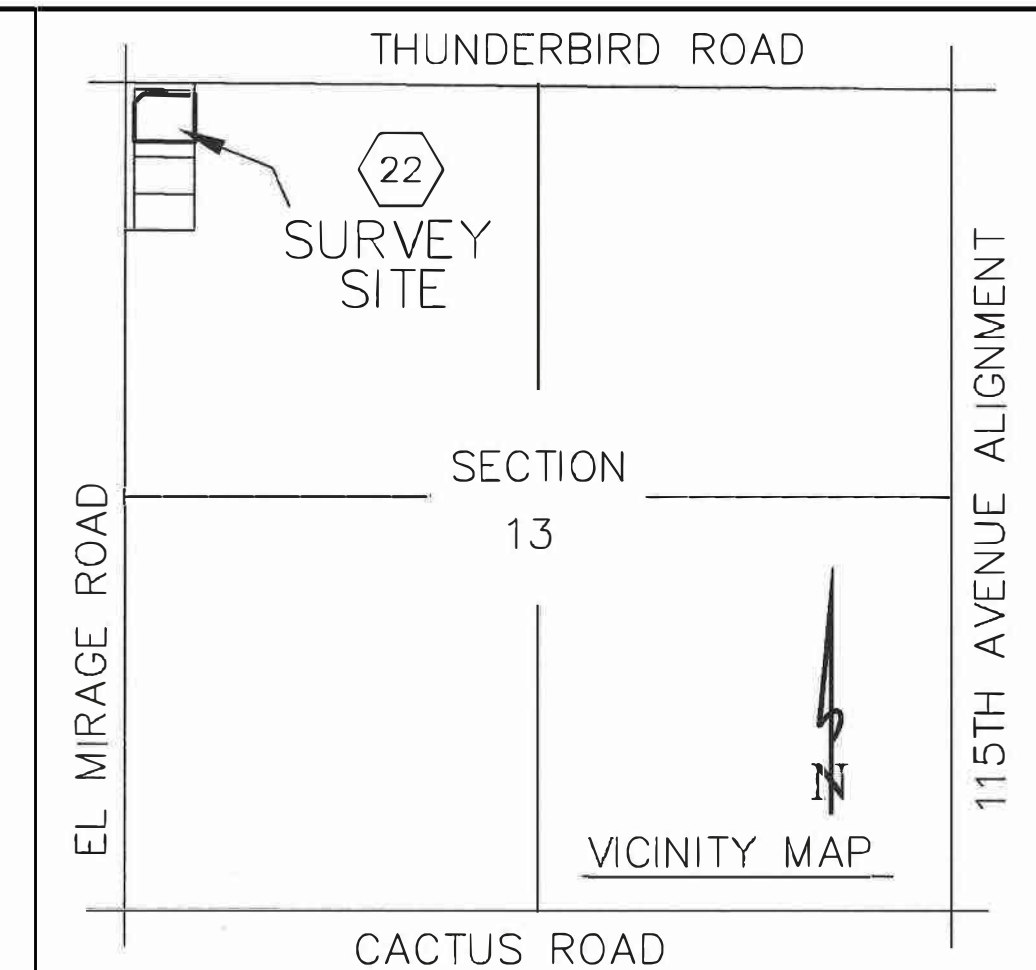 THUNDERBIRD ROAD
22
SURVEY
SITE
115TH AVENUE ALIGNMENT
SECTION
13
EL MIRAGE ROAD
N
VICINITY MAP
CACTUS ROAD